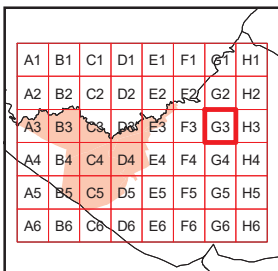 A1 B1 C1 D1 E1 F1 G1 H1
A2 B2 C2 D2 E2 F2 G2 H2
A3 B3 C3 D3 E3 F3 G3 H3
A4 B4 C4 D4 E4 F4 G4 H4
A5 B5 C5 D5 E5 F5 G5 H5
A6 B6 C6 D6 E6 F6 G6 H6